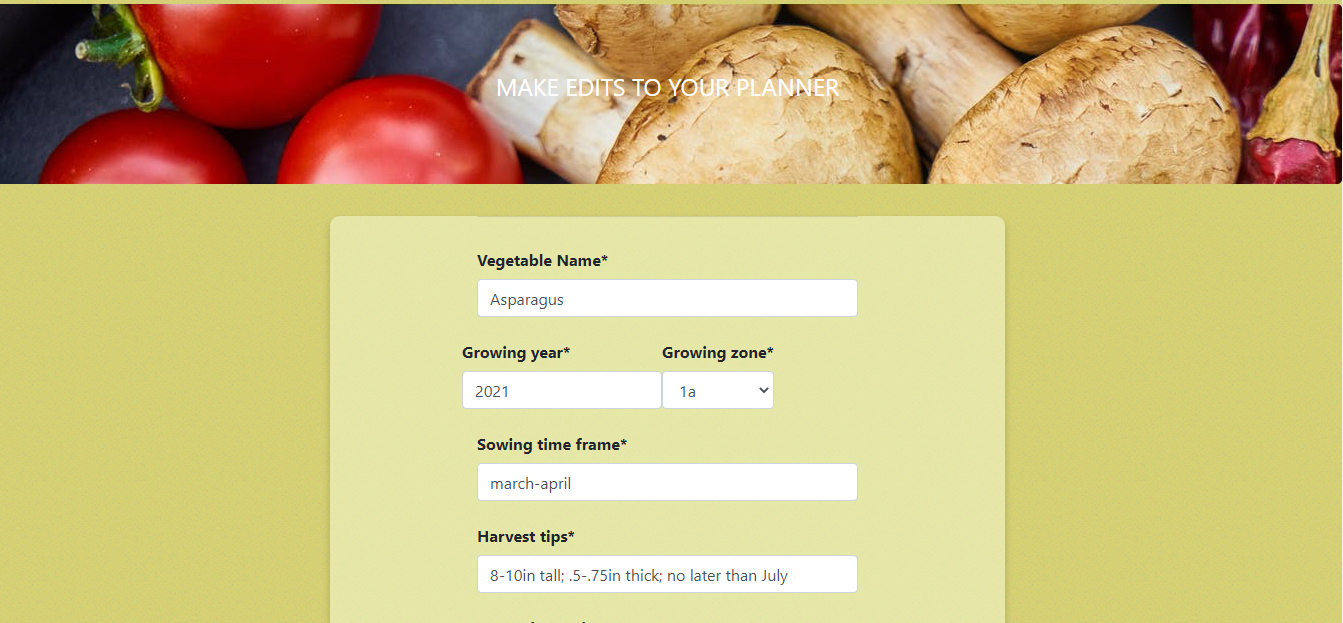 MAKE EDITS TO YOUR PLANNER
Vegetable Name*
Asparagus
Growing year* Growing zone*
2021 1a
Sowing time frame*
march-april
Harvest tips*
8-10in tall; .5-.75in thick; no later than July